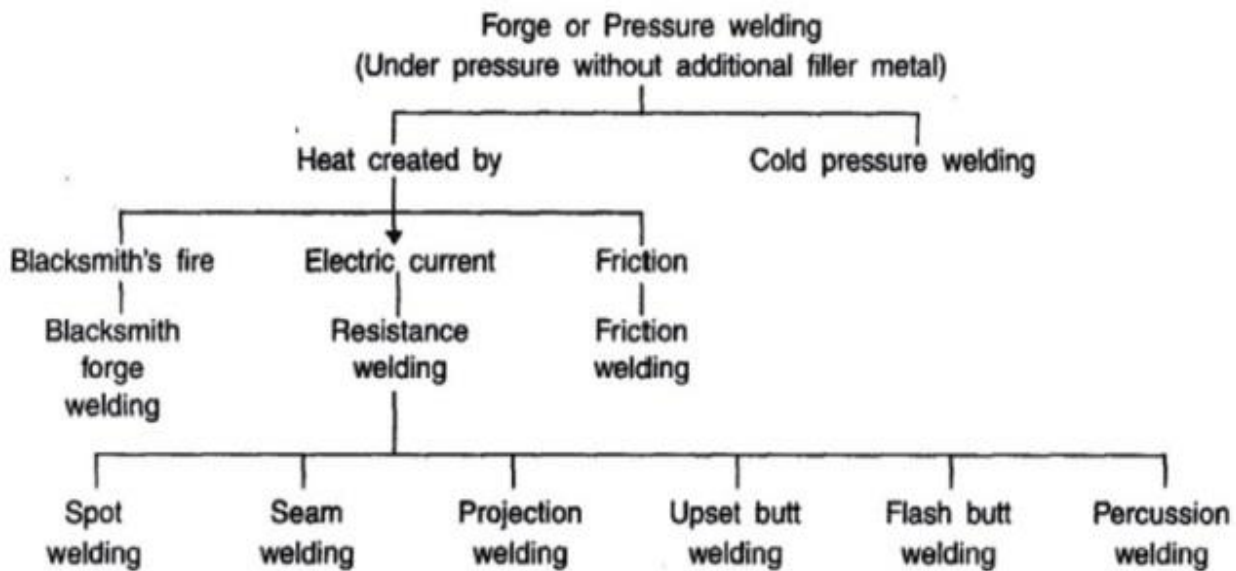 Forge or Pressure welding
(Under pressure without additional filler metal)
Heat created by
Cold pressure welding
Blacksmith's fire
Electric current
Friction
Blacksmith
forge
welding
Resistance
welding
Friction
welding
Spot
welding
Seam
welding
Projection
welding
Upset butt
welding
Flash butt
welding
Percussion
welding